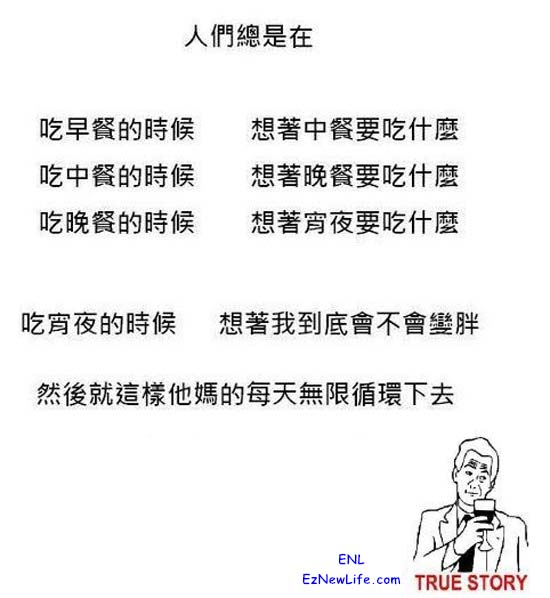 人們總是在
吃早餐的時候 想著中餐要吃什麼
吃中餐的時候 想著晚餐要吃什麼
吃晚餐的時候 想著宵夜要吃什麼
吃宵夜的時候 想著我到底會不會變胖
然後就這樣他媽的每天無限循環下去
ENL
EzNewLife.com
TRUE STORY